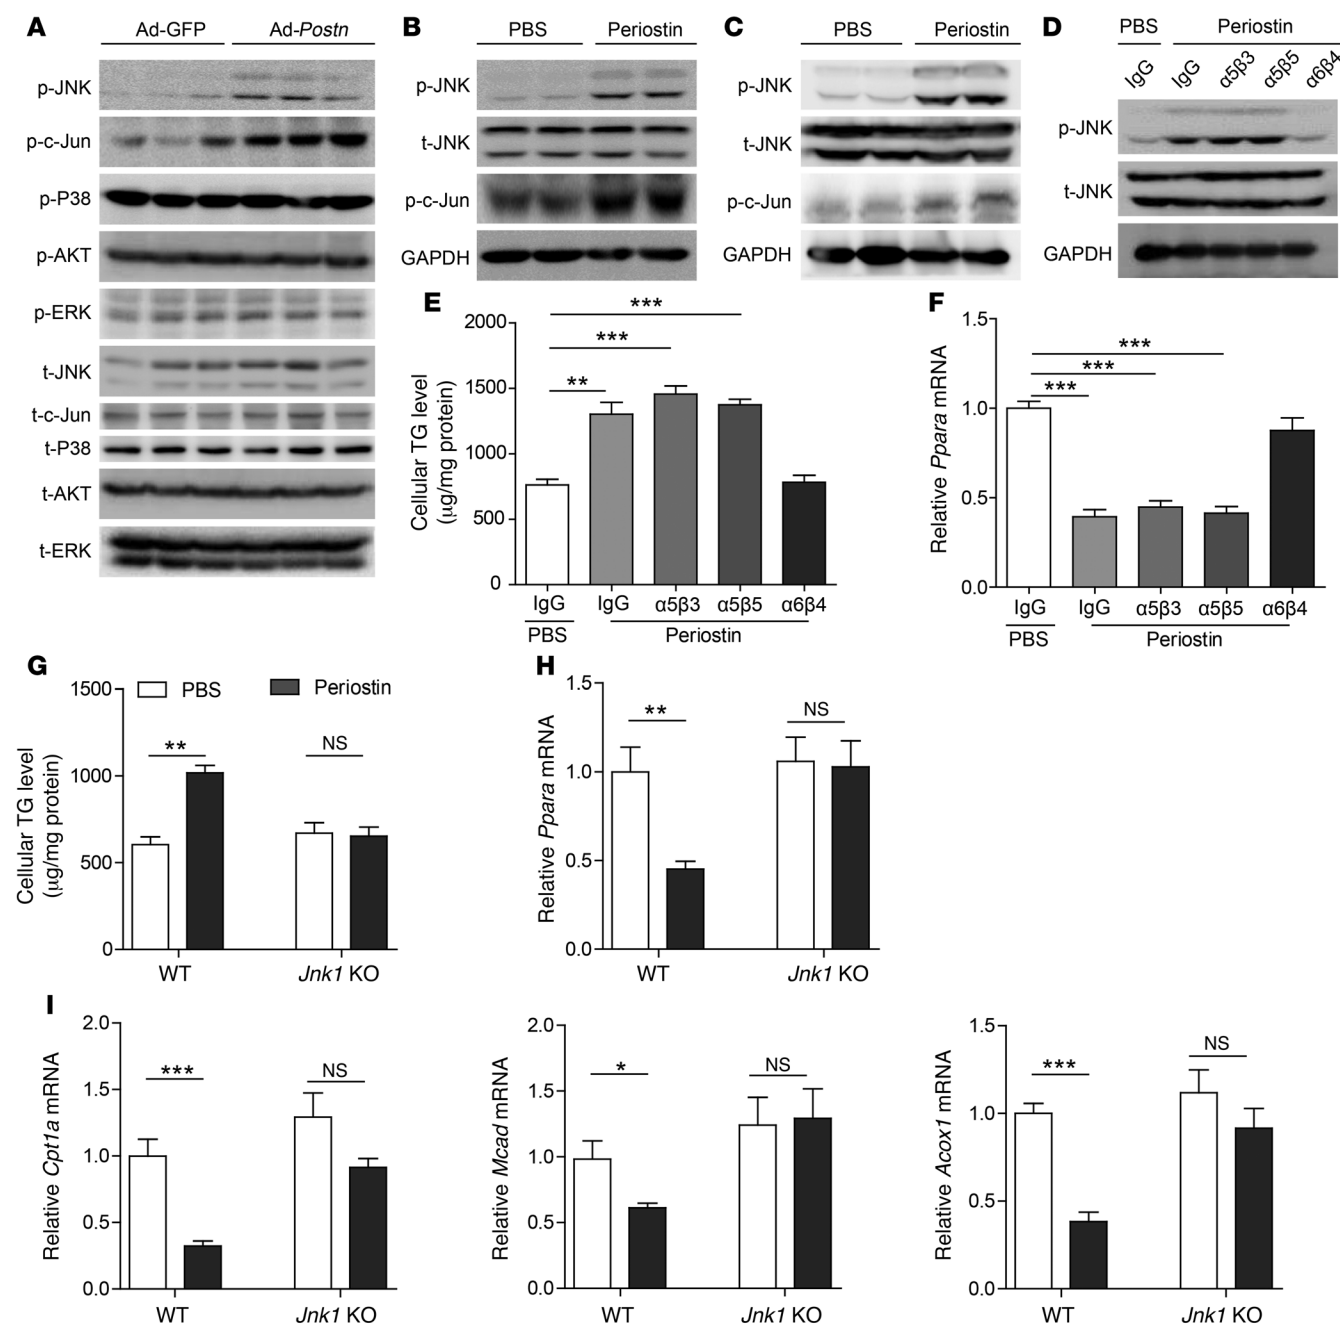 A
Ad-GFP Ad-Postn
p-JNK
p-c-Jun
p-P38
p-AKT
p-ERK
t-JNK
t-c-Jun
t-P38
t-AKT
t-ERK
B
PBS Periostin
p-JNK
t-JNK
p-c-Jun
GAPDH
C
PBS Periostin
p-JNK
t-JNK
p-c-Jun
GAPDH
D
PBS Periostin
IgG IgG α5β3 α5β5 α6β4
p-JNK
t-JNK
GAPDH
E
Cellular TG level
(μg/mg protein)
2000
1500
1000
500
0
***
***
**
IgG IgG α5β3 α5β5 α6β4
PBS Periostin
F
Relative Ppara mRNA
1.5
1.0
0.5
0.0
***
***
***
IgG IgG α5β3 α5β5 α6β4
PBS Periostin
G
PBS Periostin
Cellular TG level
(μg/mg protein)
1500
1000
500
0
** NS
WT Jnk1 KO
H
Relative Ppara mRNA
1.5
1.0
0.5
0.0
** NS
WT Jnk1 KO
I
Relative Cpt1a mRNA
2.0
1.5
1.0
0.5
0.0
*** NS
WT Jnk1 KO
Relative Mcad mRNA
2.0
1.5
1.0
0.5
0.0
* NS
WT Jnk1 KO
Relative Acox1 mRNA
1.5
1.0
0.5
0.0
*** NS
WT Jnk1 KO